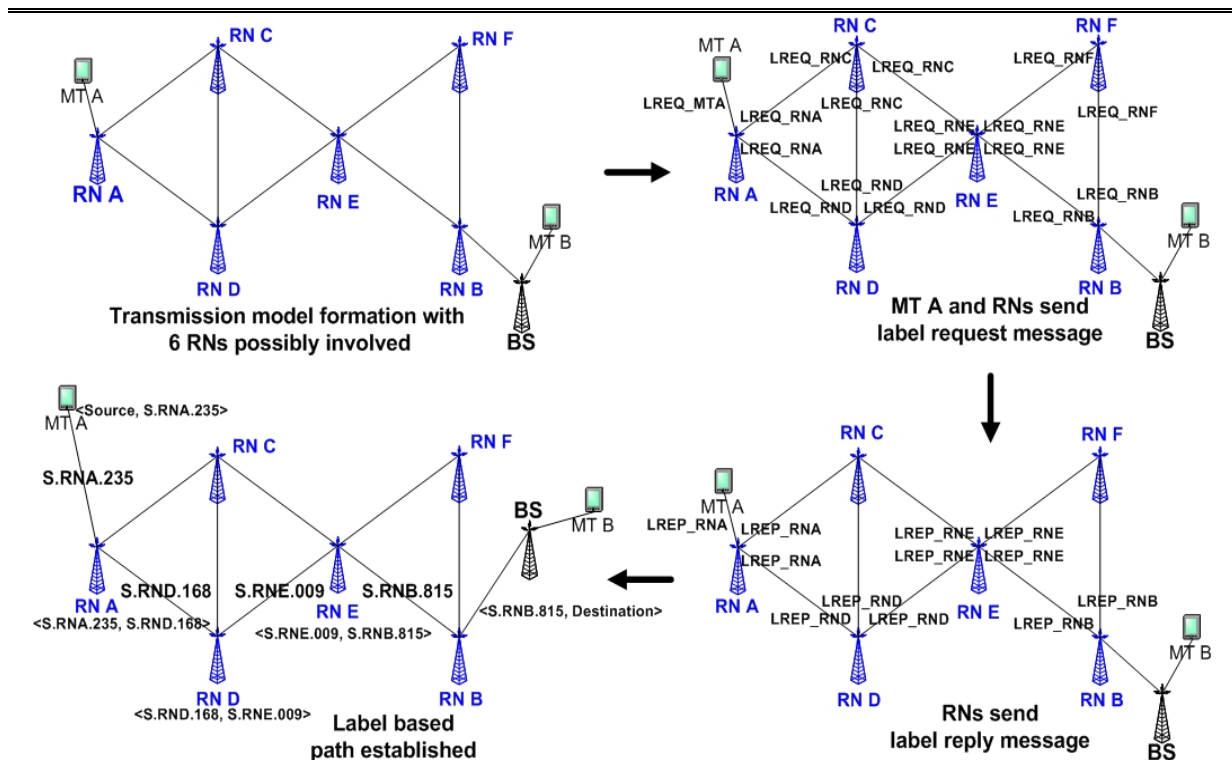 RN C
RN F
MT A
RN A
RN E
MT B
RN D
RN B
BS
Transmission model formation with
6 RNs possibly involved
RN C
RN F
MT A
LREQ_RNC
LREQ_RNF
LREQ_RNC
LREQ_MTA
LREQ_RNC
LREQ_RNF
LREQ_RNA
LREQ_RNE
LREQ_RNE
LREQ_RNA
LREQ_RNE
LREQ_RNE
RN A
LREQ_RND
RN E
LREQ_RNB
LREQ_RND
LREQ_RND
LREQ_RNB
MT B
RN D
RN B
BS
MT A and RNs send
label request message
<Source, S.RNA.235>
MT A
RN C
RN F
S.RNA.235
BS
MT B
S.RND.168
S.RNE.009
S.RNB.815
RN A
RN E
<S.RNB.815, Destination>
<S.RNA.235, S.RND.168>
<S.RNE.009, S.RNB.815>
RN D
RN B
<S.RND.168, S.RNE.009>
Label based
path established
RN C
RN F
MT A
LREP_RNA
LREP_RNA
LREP_RNE
LREP_RNE
LREP_RNA
LREP_RNE
LREP_RNE
RN A
LREP_RND
RN E
LREP_RNB
LREP_RND
LREP_RND
LREP_RNB
MT B
RN D
RN B
BS
RNs send
label reply message